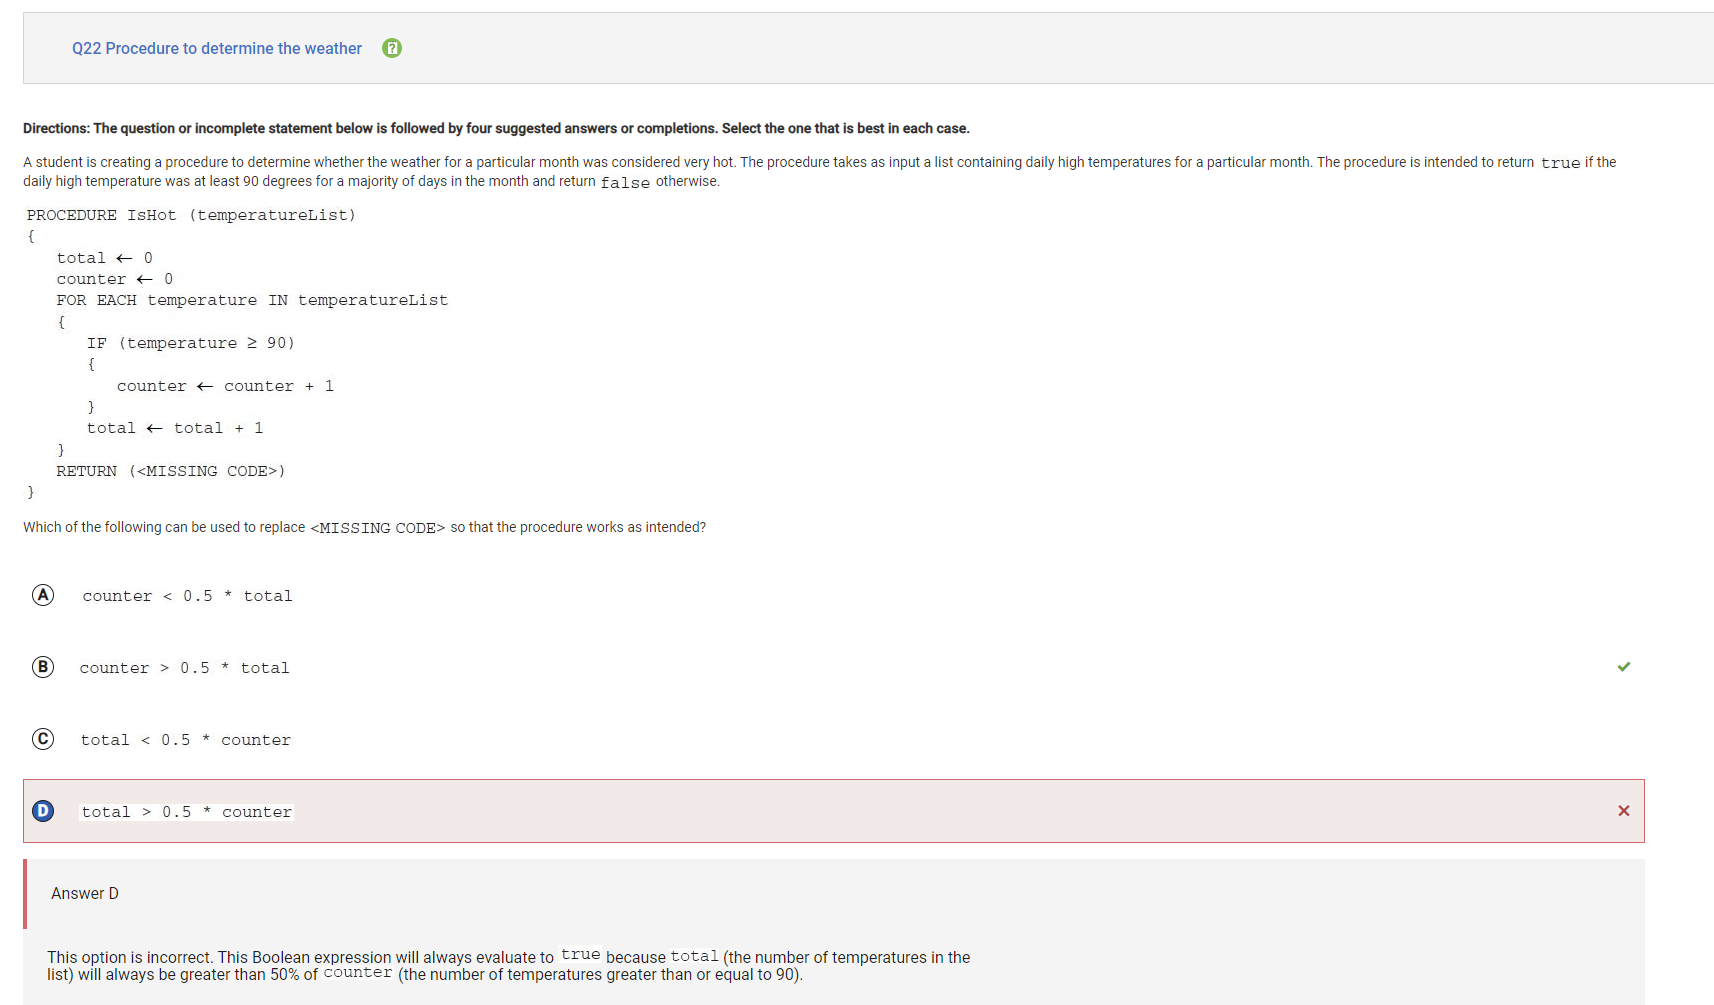 Q22 Procedure to determine the weather
Directions: The question or incomplete statement below is followed by four suggested answers or completions. Select the one that is best in each case.
A student is creating a procedure to determine whether the weather for a particular month was considered very hot. The procedure takes as input a list containing daily high temperatures for a particular month. The procedure is intended to return true if the
daily high temperature was at least 90 degrees for a majority of days in the month and return false otherwise.
PROCEDURE IsHot (temperatureList)
{
total ← 0
counter ← 0
FOR EACH temperature IN temperatureList
{
IF (temperature ≥ 90)
{
counter ← counter + 1
}
total ← total + 1
}
RETURN (<MISSING CODE>)
}
Which of the following can be used to replace <MISSING CODE> so that the procedure works as intended?
A counter < 0.5 * total
B counter > 0.5 * total
C total < 0.5 * counter
D total > 0.5 * counter
Answer D
This option is incorrect. This Boolean expression will always evaluate to true because total (the number of temperatures in the
list) will always be greater than 50% of counter (the number of temperatures greater than or equal to 90).